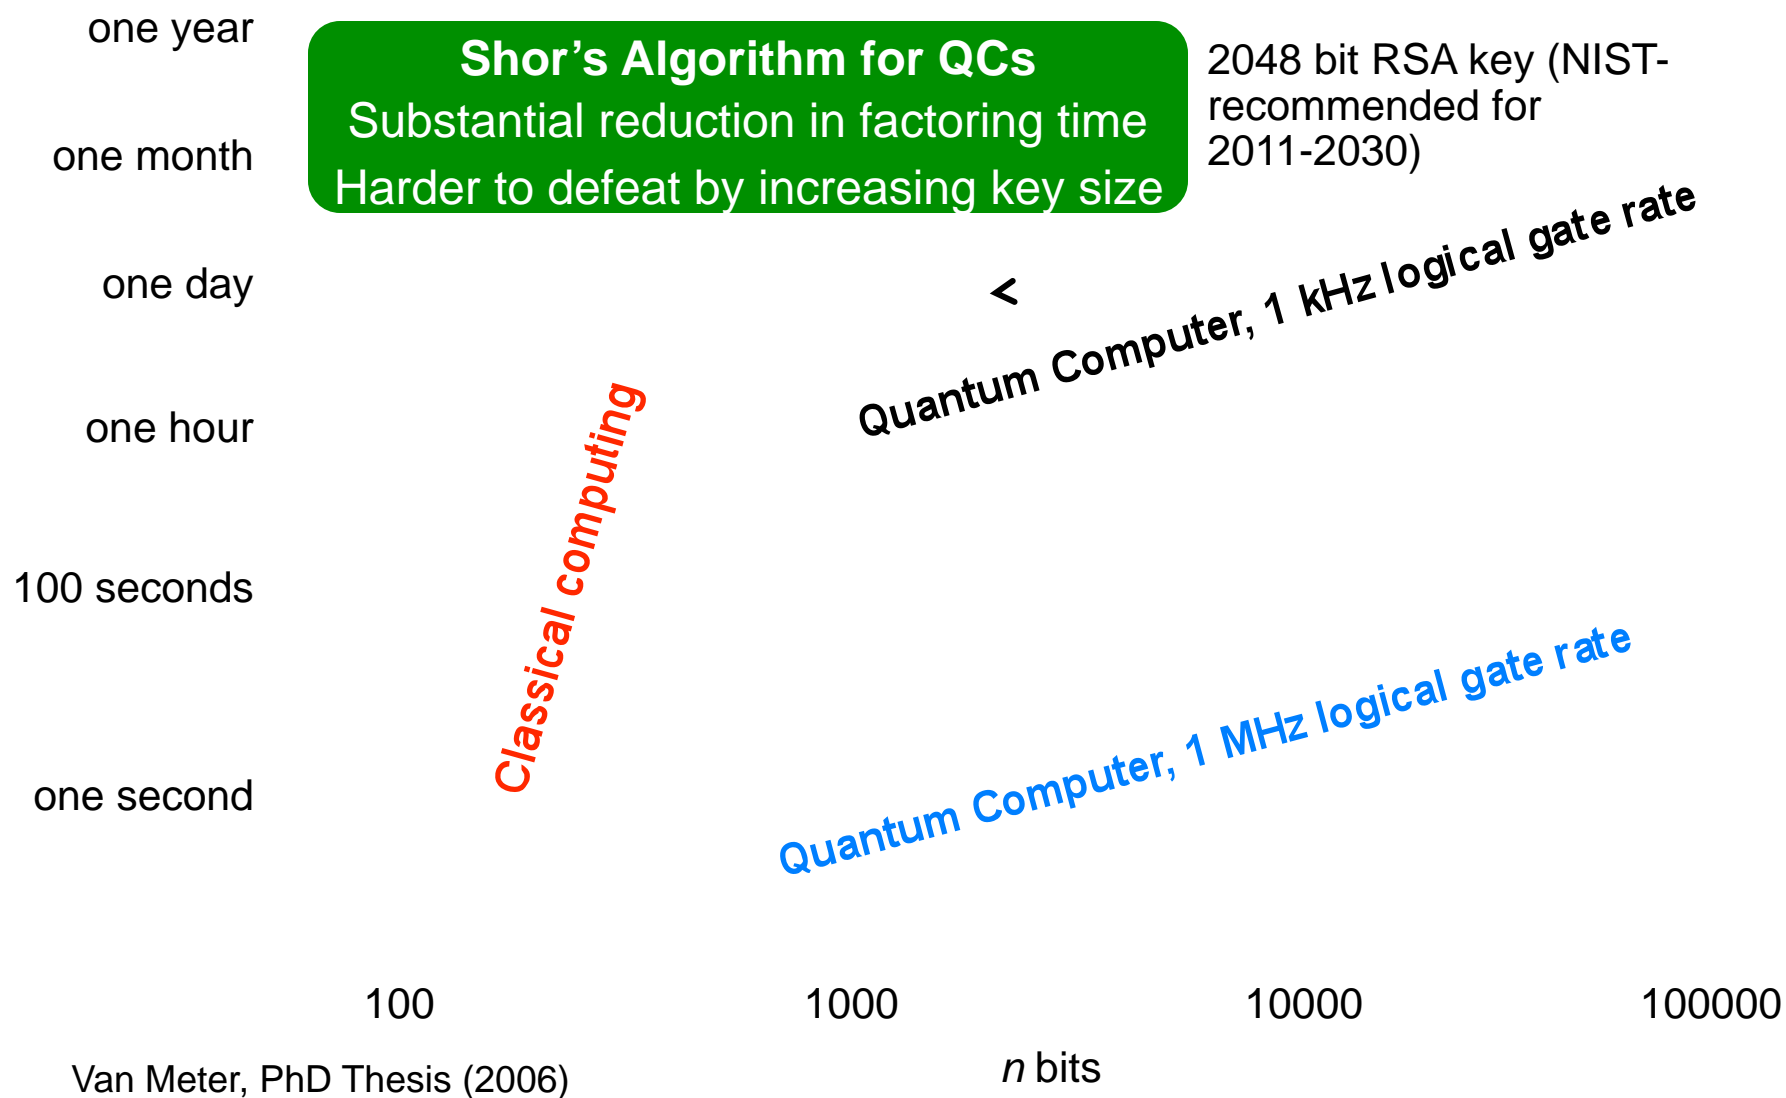 one year
Shor’s Algorithm for QCs
Substantial reduction in factoring time
Harder to defeat by increasing key size
2048 bit RSA key (NIST-
recommended for
2011-2030)
one month
one day
<
Quantum Computer, 1 kHz logical gate rate
one hour
Classical computing
100 seconds
Quantum Computer, 1 MHz logical gate rate
one second
100
1000
10000
100000
n bits
Van Meter, PhD Thesis (2006)